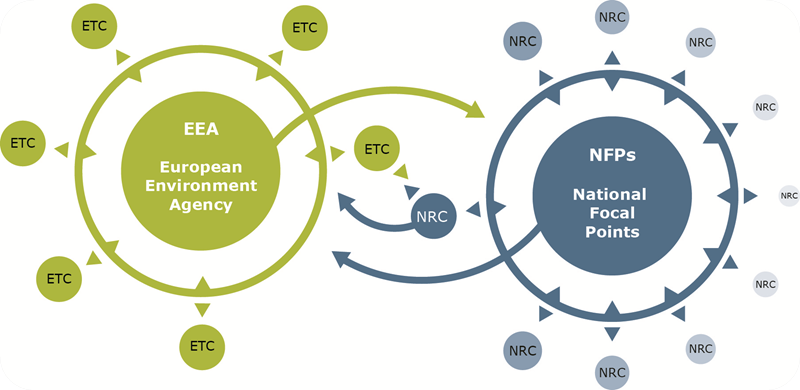 ETC
ETC
ETC
EEA
European
Environment
Agency
ETC
ETC
ETC
ETC
NRC
NRC
NRC
NRC
NRC
NRC
NRC
NRC
NRC
NRC
NFPs
National
Focal
Points